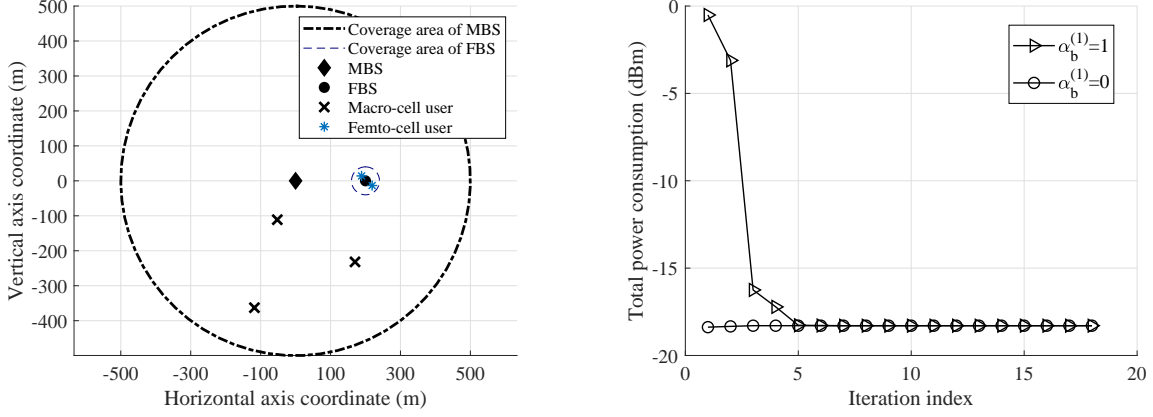 500
400
300
200
100
0
-100
-200
-300
-400
-500
-300
-100
100
300
500
Vertical axis coordinate (m)
Horizontal axis coordinate (m)
Coverage area of MBS
Coverage area of FBS
MBS
FBS
Macro-cell user
Femto-cell user
0
-5
-10
-15
-20
0
5
10
15
20
Total power consumption (dBm)
Iteration index
α_b^(1)=1
α_b^(1)=0